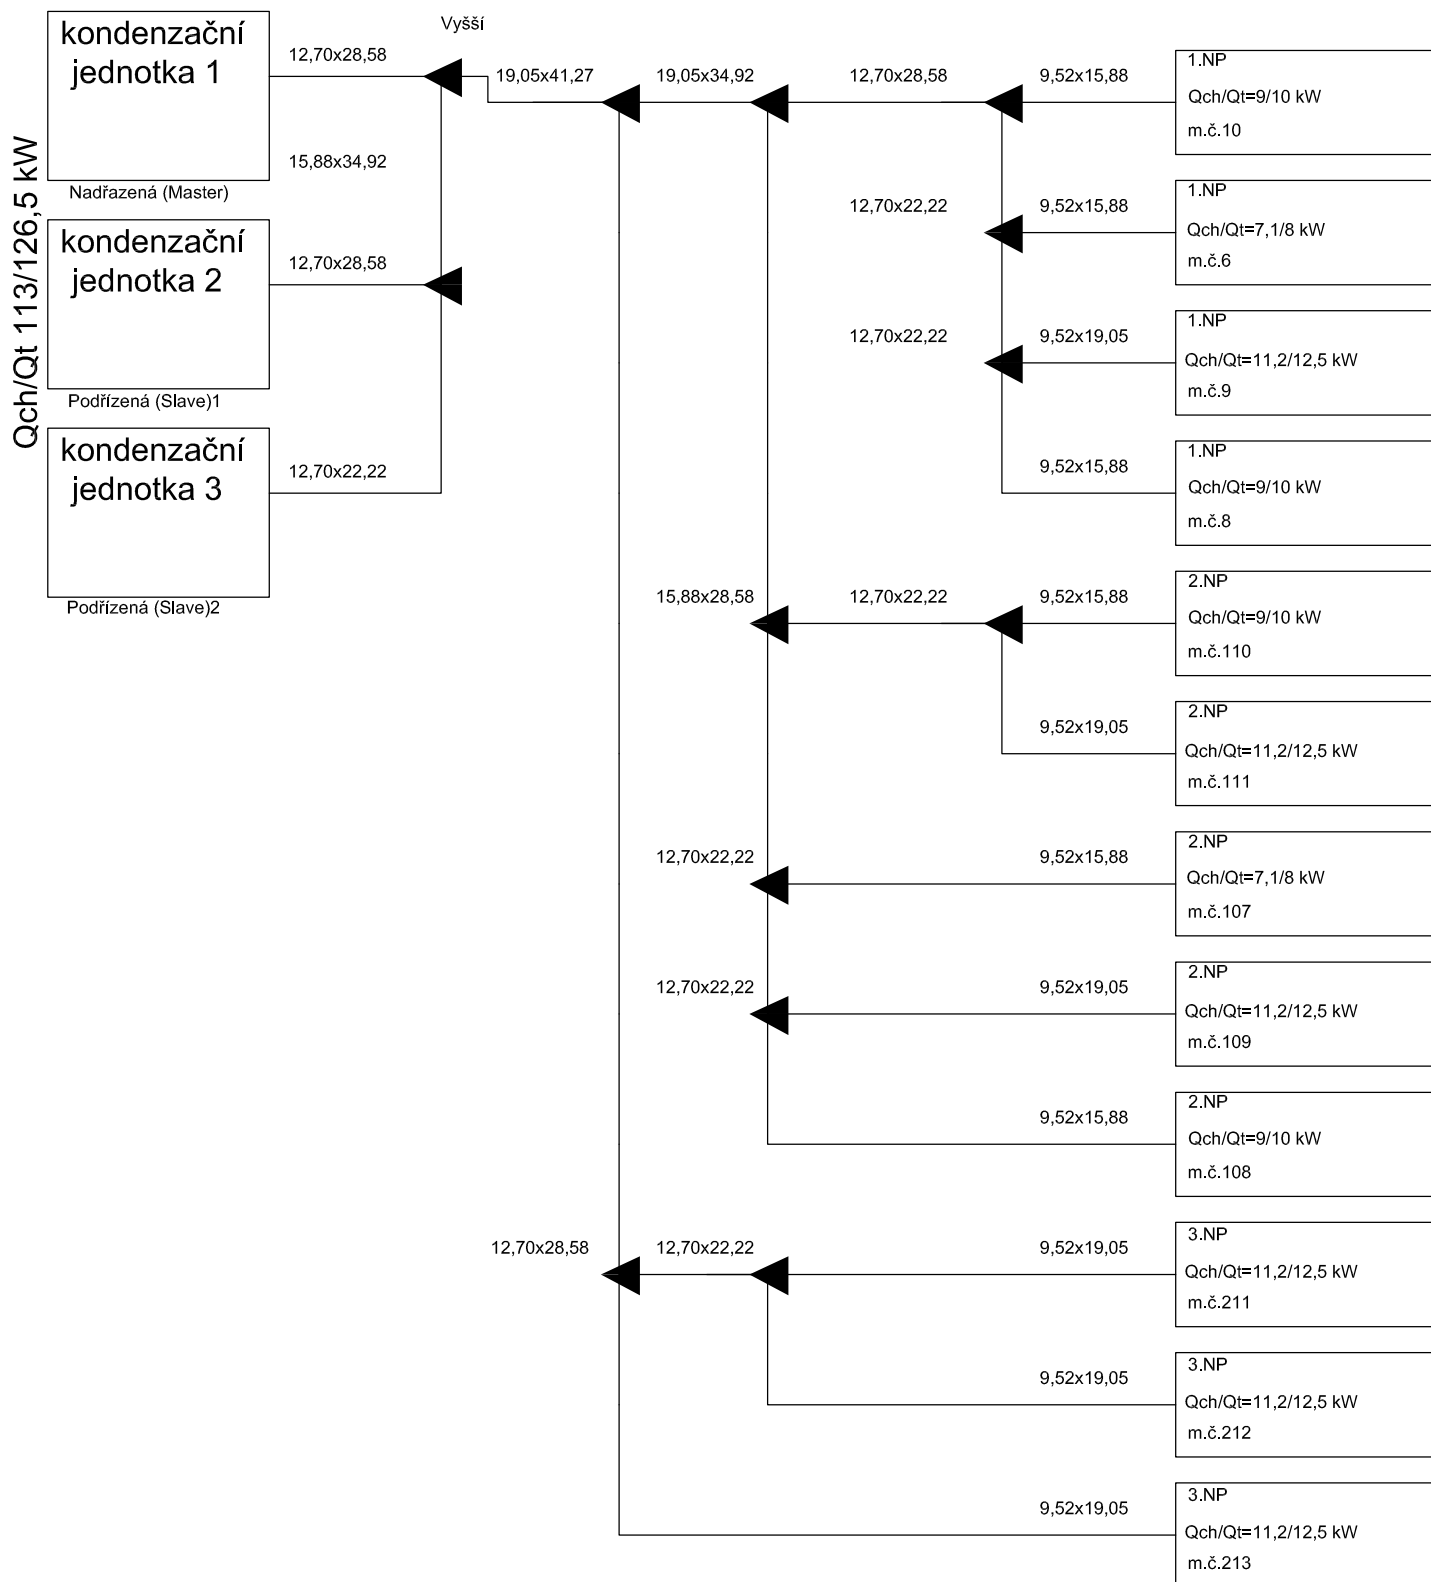 Qch/Qt 113/126,5 kW
kondenzační
jednotka 1
Nadřazená (Master)
kondenzační
jednotka 2
Podřízená (Slave)1
kondenzační
jednotka 3
Podřízená (Slave)2
12,70x28,58
15,88x34,92
12,70x28,58
12,70x22,22
Vyšší
19,05x41,27
19,05x34,92
12,70x28,58
9,52x15,88
1.NP
Qch/Qt=9/10 kW
m.č.10
12,70x22,22
9,52x15,88
1.NP
Qch/Qt=7,1/8 kW
m.č.6
12,70x22,22
9,52x19,05
1.NP
Qch/Qt=11,2/12,5 kW
m.č.9
9,52x15,88
1.NP
Qch/Qt=9/10 kW
m.č.8
15,88x28,58
12,70x22,22
9,52x15,88
2.NP
Qch/Qt=9/10 kW
m.č.110
9,52x19,05
2.NP
Qch/Qt=11,2/12,5 kW
m.č.111
12,70x22,22
9,52x15,88
2.NP
Qch/Qt=7,1/8 kW
m.č.107
12,70x22,22
9,52x19,05
2.NP
Qch/Qt=11,2/12,5 kW
m.č.109
9,52x15,88
2.NP
Qch/Qt=9/10 kW
m.č.108
12,70x28,58
12,70x22,22
9,52x19,05
3.NP
Qch/Qt=11,2/12,5 kW
m.č.211
9,52x19,05
3.NP
Qch/Qt=11,2/12,5 kW
m.č.212
9,52x19,05
3.NP
Qch/Qt=11,2/12,5 kW
m.č.213